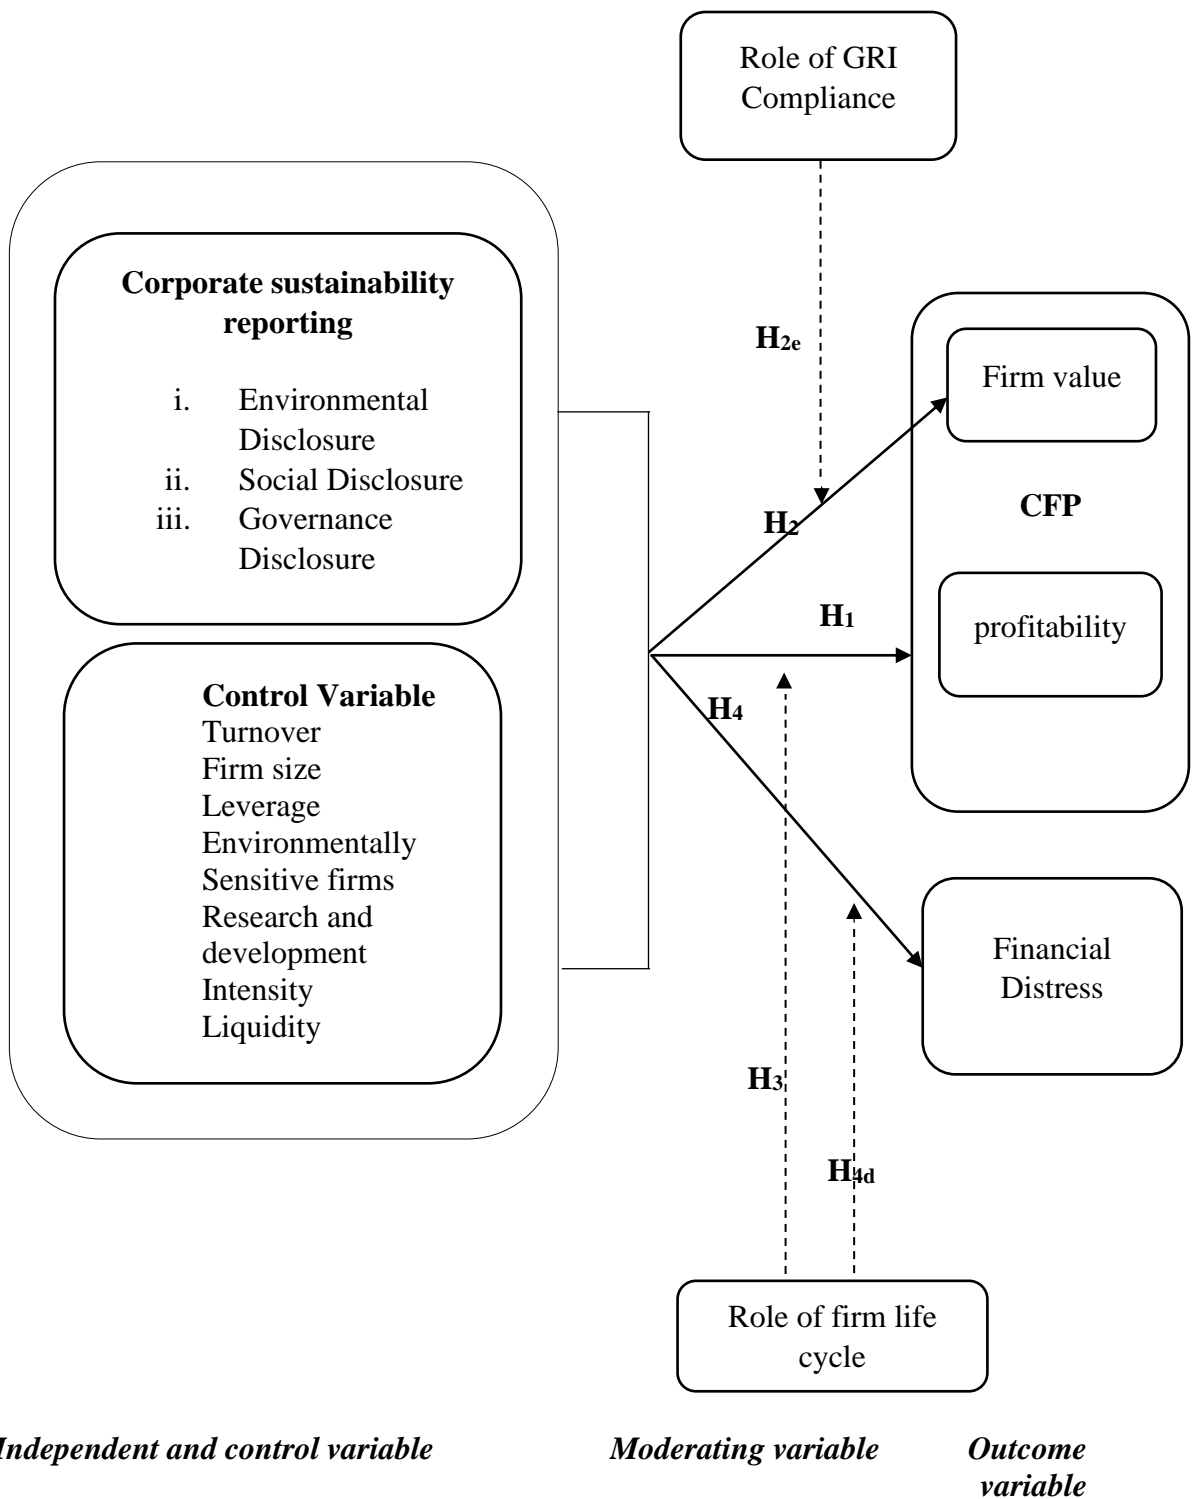 Role of GRI
Compliance
Corporate sustainability
reporting
i. Environmental
Disclosure
ii. Social Disclosure
iii. Governance
Disclosure
H2e
Firm value
CFP
H2
H1
profitability
Control Variable
Turnover
Firm size
Leverage
Environmentally
Sensitive firms
Research and
development
Intensity
Liquidity
H4
Financial
Distress
H3
H4d
Role of firm life
cycle
Independent and control variable
Moderating variable
Outcome
variable